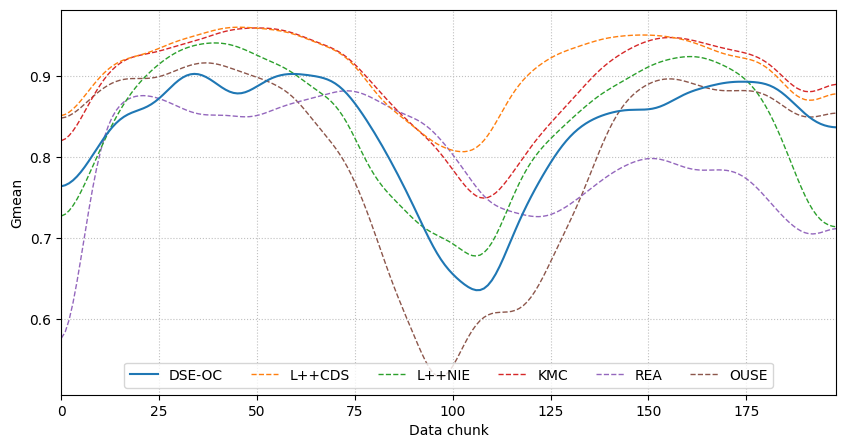 0.9
0.8
0.7
0.6
Gmean
DSE-OC L++CDS L++NIE KMC REA OUSE
0 25 50 75 100 125 150 175
Data chunk